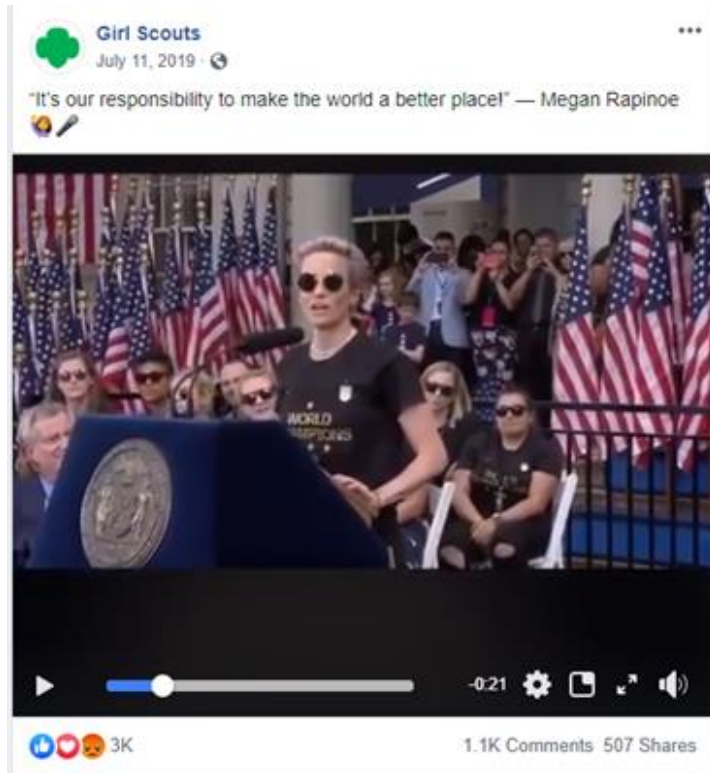 Girl Scouts
July 11, 2019 ·
“It's our responsibility to make the world a better place!” — Megan Rapinoe
WORLD
CHAMPIONS
-0:21
3K
1.1K Comments 507 Shares